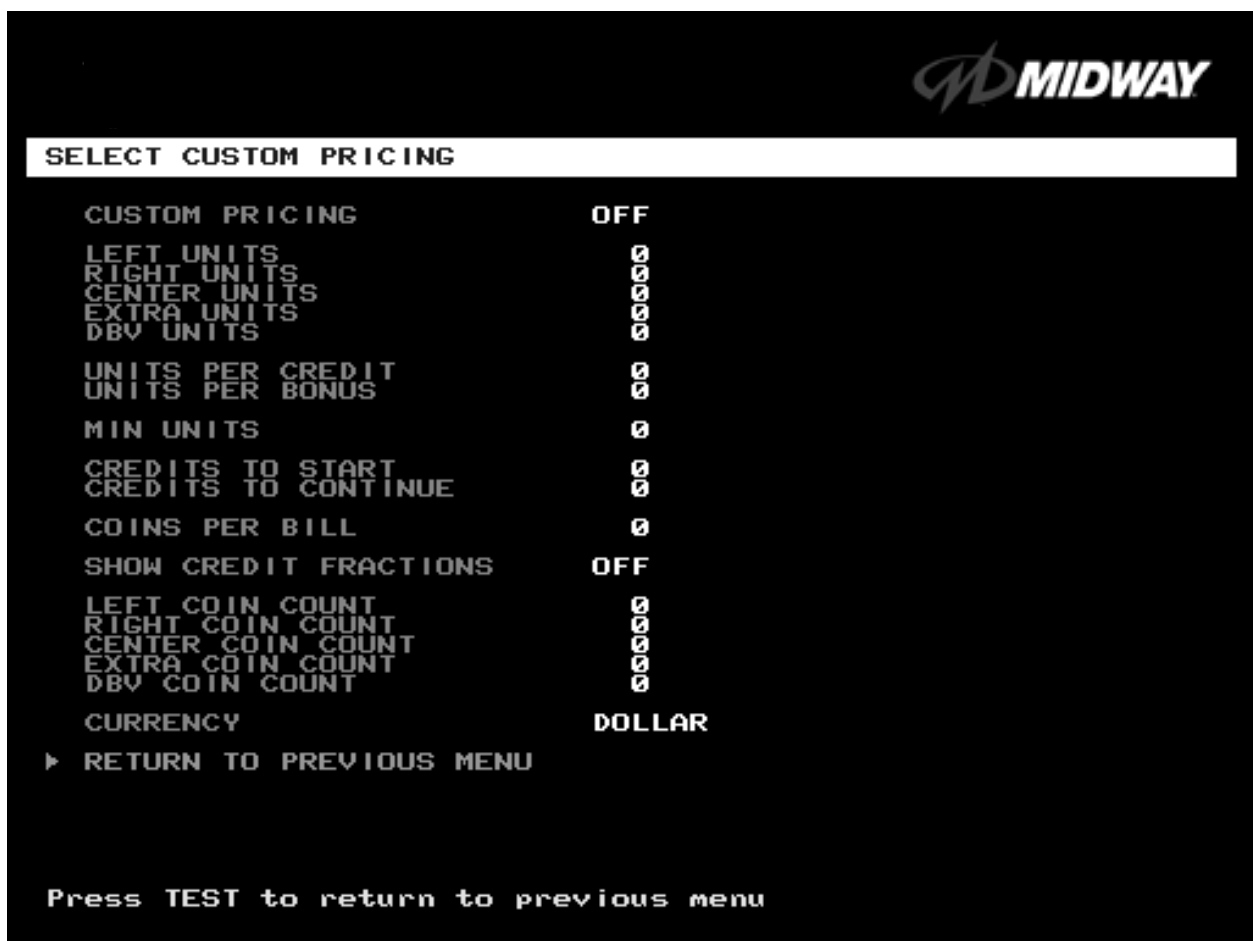 MIDWAY
SELECT CUSTOM PRICING
CUSTOM PRICING OFF
LEFT UNITS 0
RIGHT UNITS 0
CENTER UNITS 0
EXTRA UNITS 0
DBV UNITS 0
UNITS PER CREDIT 0
UNITS PER BONUS 0
MIN UNITS 0
CREDITS TO START 0
CREDITS TO CONTINUE 0
COINS PER BILL 0
SHOW CREDIT FRACTIONS OFF
LEFT COIN COUNT 0
RIGHT COIN COUNT 0
CENTER COIN COUNT 0
EXTRA COIN COUNT 0
DBV COIN COUNT 0
CURRENCY DOLLAR
RETURN TO PREVIOUS MENU
Press TEST to return to previous menu